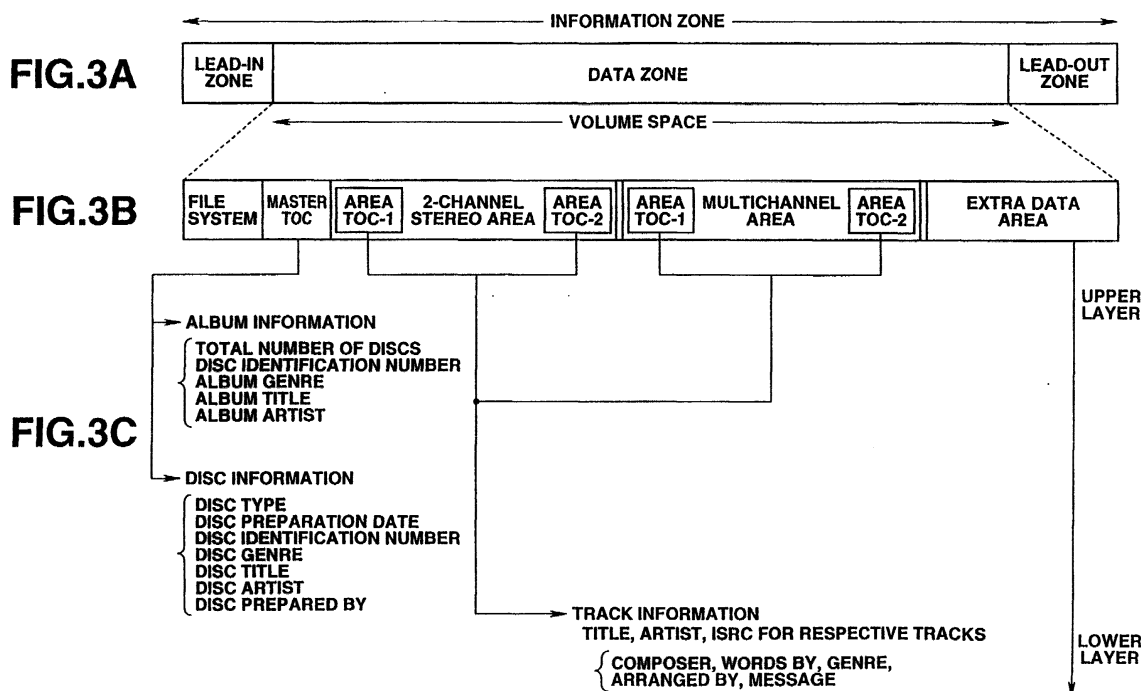 INFORMATION ZONE
FIG.3A
LEAD-IN ZONE
DATA ZONE
LEAD-OUT ZONE
VOLUME SPACE
FIG.3B
FILE SYSTEM
MASTER TOC
AREA TOC-1
2-CHANNEL STEREO AREA
AREA TOC-2
AREA TOC-1
MULTICHANNEL AREA
AREA TOC-2
EXTRA DATA AREA
UPPER LAYER
FIG.3C
ALBUM INFORMATION
TOTAL NUMBER OF DISCS
DISC IDENTIFICATION NUMBER
ALBUM GENRE
ALBUM TITLE
ALBUM ARTIST
DISC INFORMATION
DISC TYPE
DISC PREPARATION DATE
DISC IDENTIFICATION NUMBER
DISC GENRE
DISC TITLE
DISC ARTIST
DISC PREPARED BY
TRACK INFORMATION
TITLE, ARTIST, ISRC FOR RESPECTIVE TRACKS
COMPOSER, WORDS BY, GENRE,
ARRANGED BY, MESSAGE
LOWER LAYER